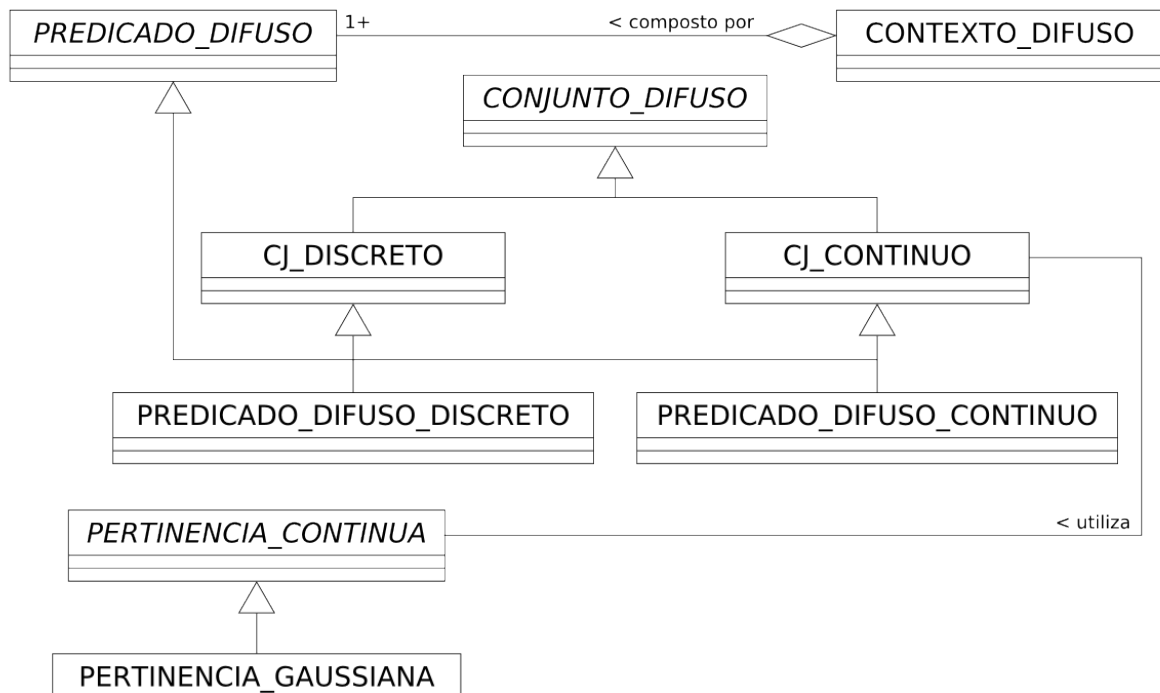 PREDICADO_DIFUSO
1+
< composto por
CONTEXTO_DIFUSO
CONJUNTO_DIFUSO
CJ_DISCRETO
CJ_CONTINUO
PREDICADO_DIFUSO_DISCRETO
PREDICADO_DIFUSO_CONTINUO
PERTINENCIA_CONTINUA
< utiliza
PERTINENCIA_GAUSSIANA